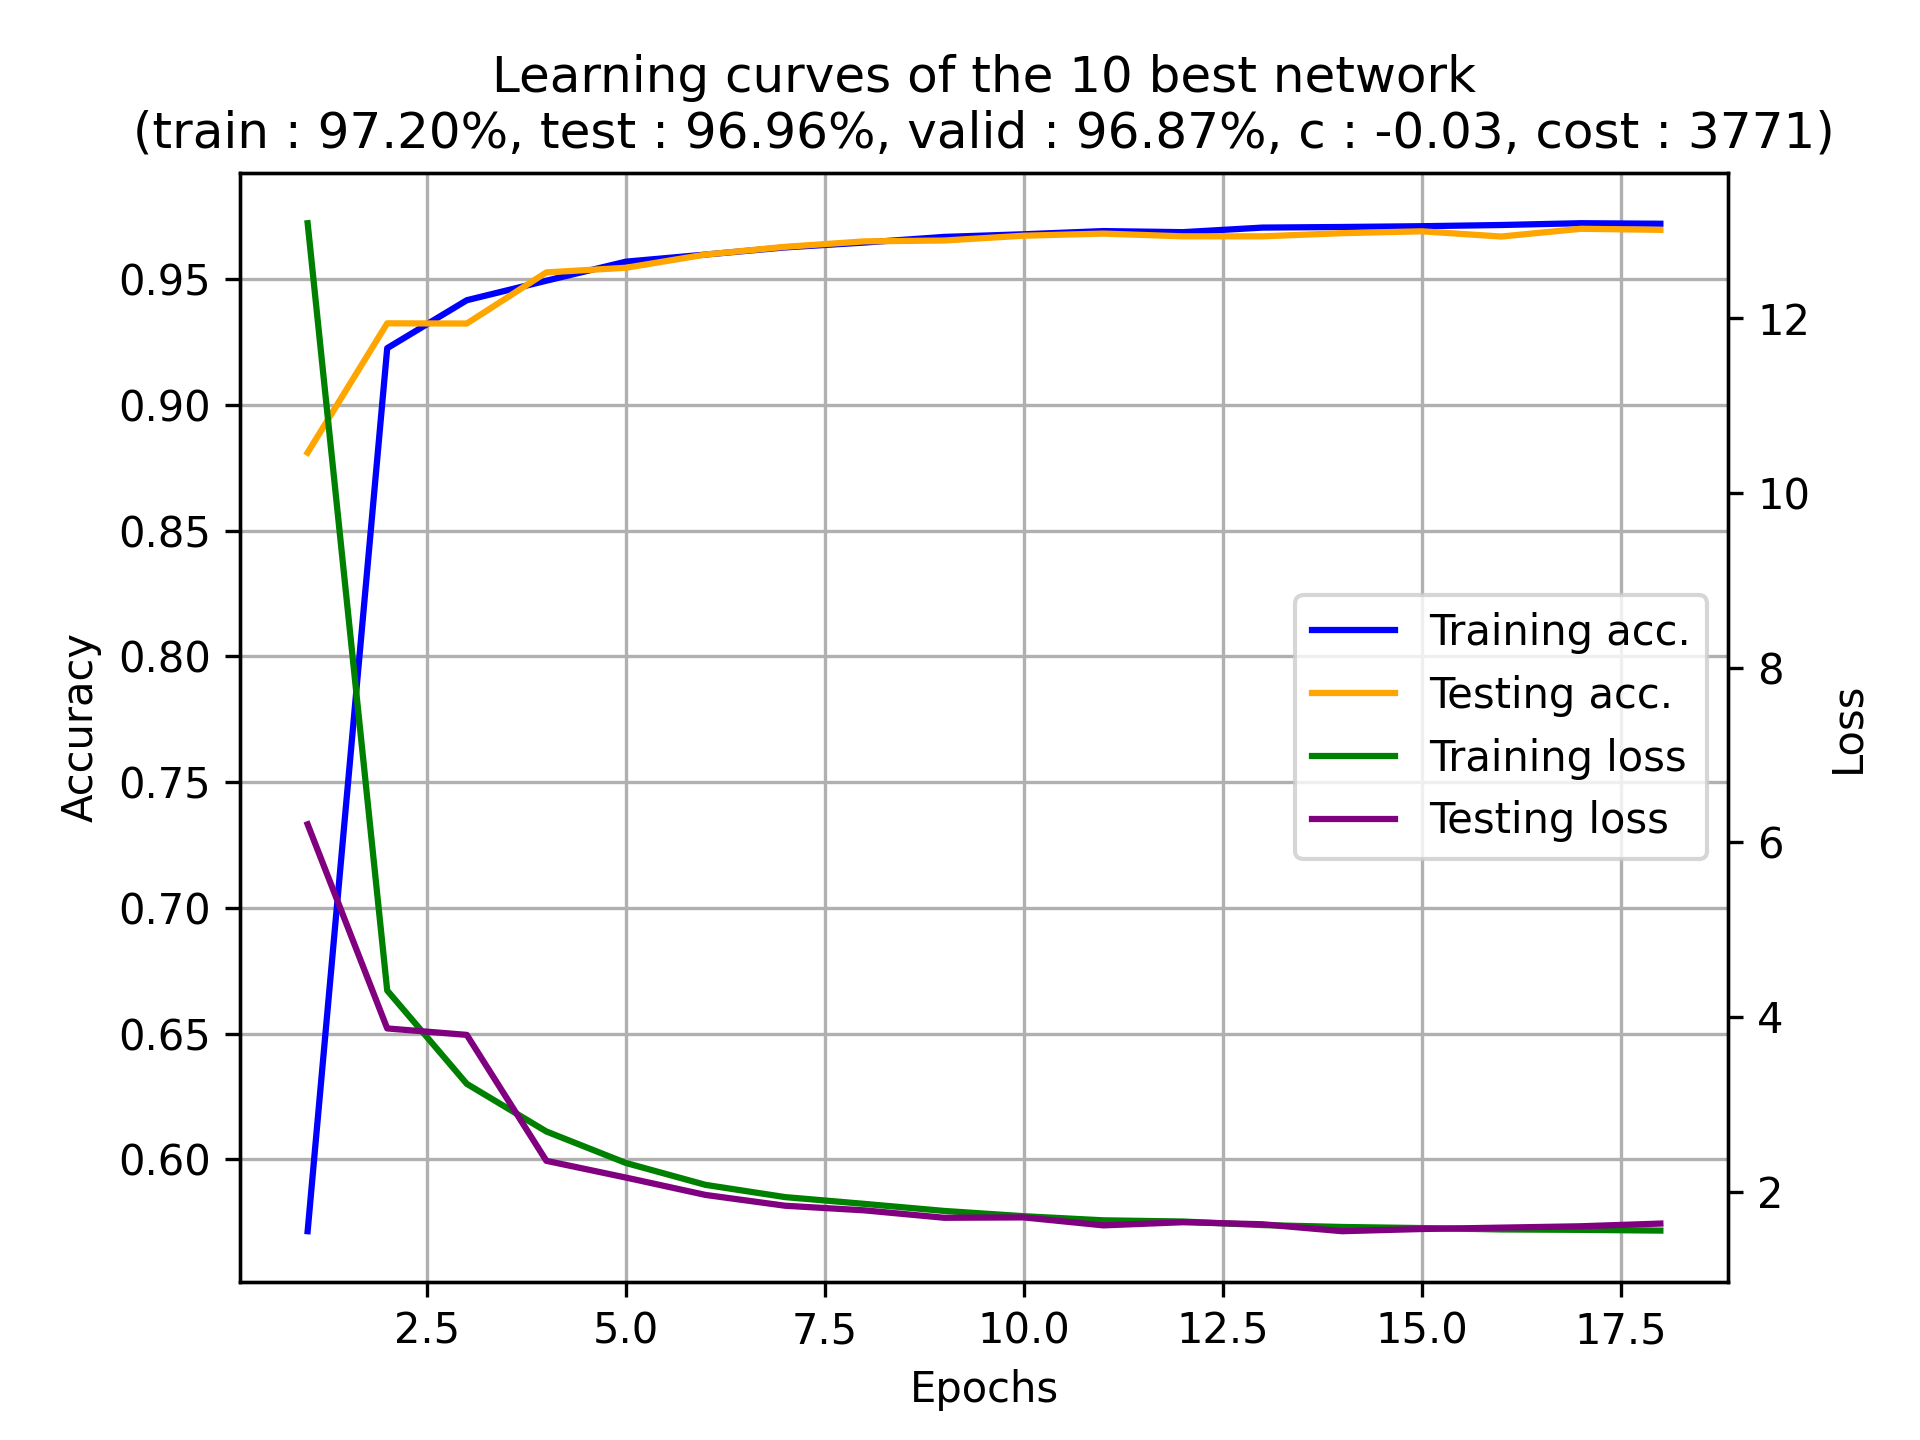 Learning curves of the 10 best network
(train : 97.20%, test : 96.96%, valid : 96.87%, c : -0.03, cost : 3771)
Accuracy
0.95
0.90
0.85
0.80
0.75
0.70
0.65
0.60
12
10
8
6
4
2
Loss
Training acc.
Testing acc.
Training loss
Testing loss
2.5 5.0 7.5 10.0 12.5 15.0 17.5
Epochs